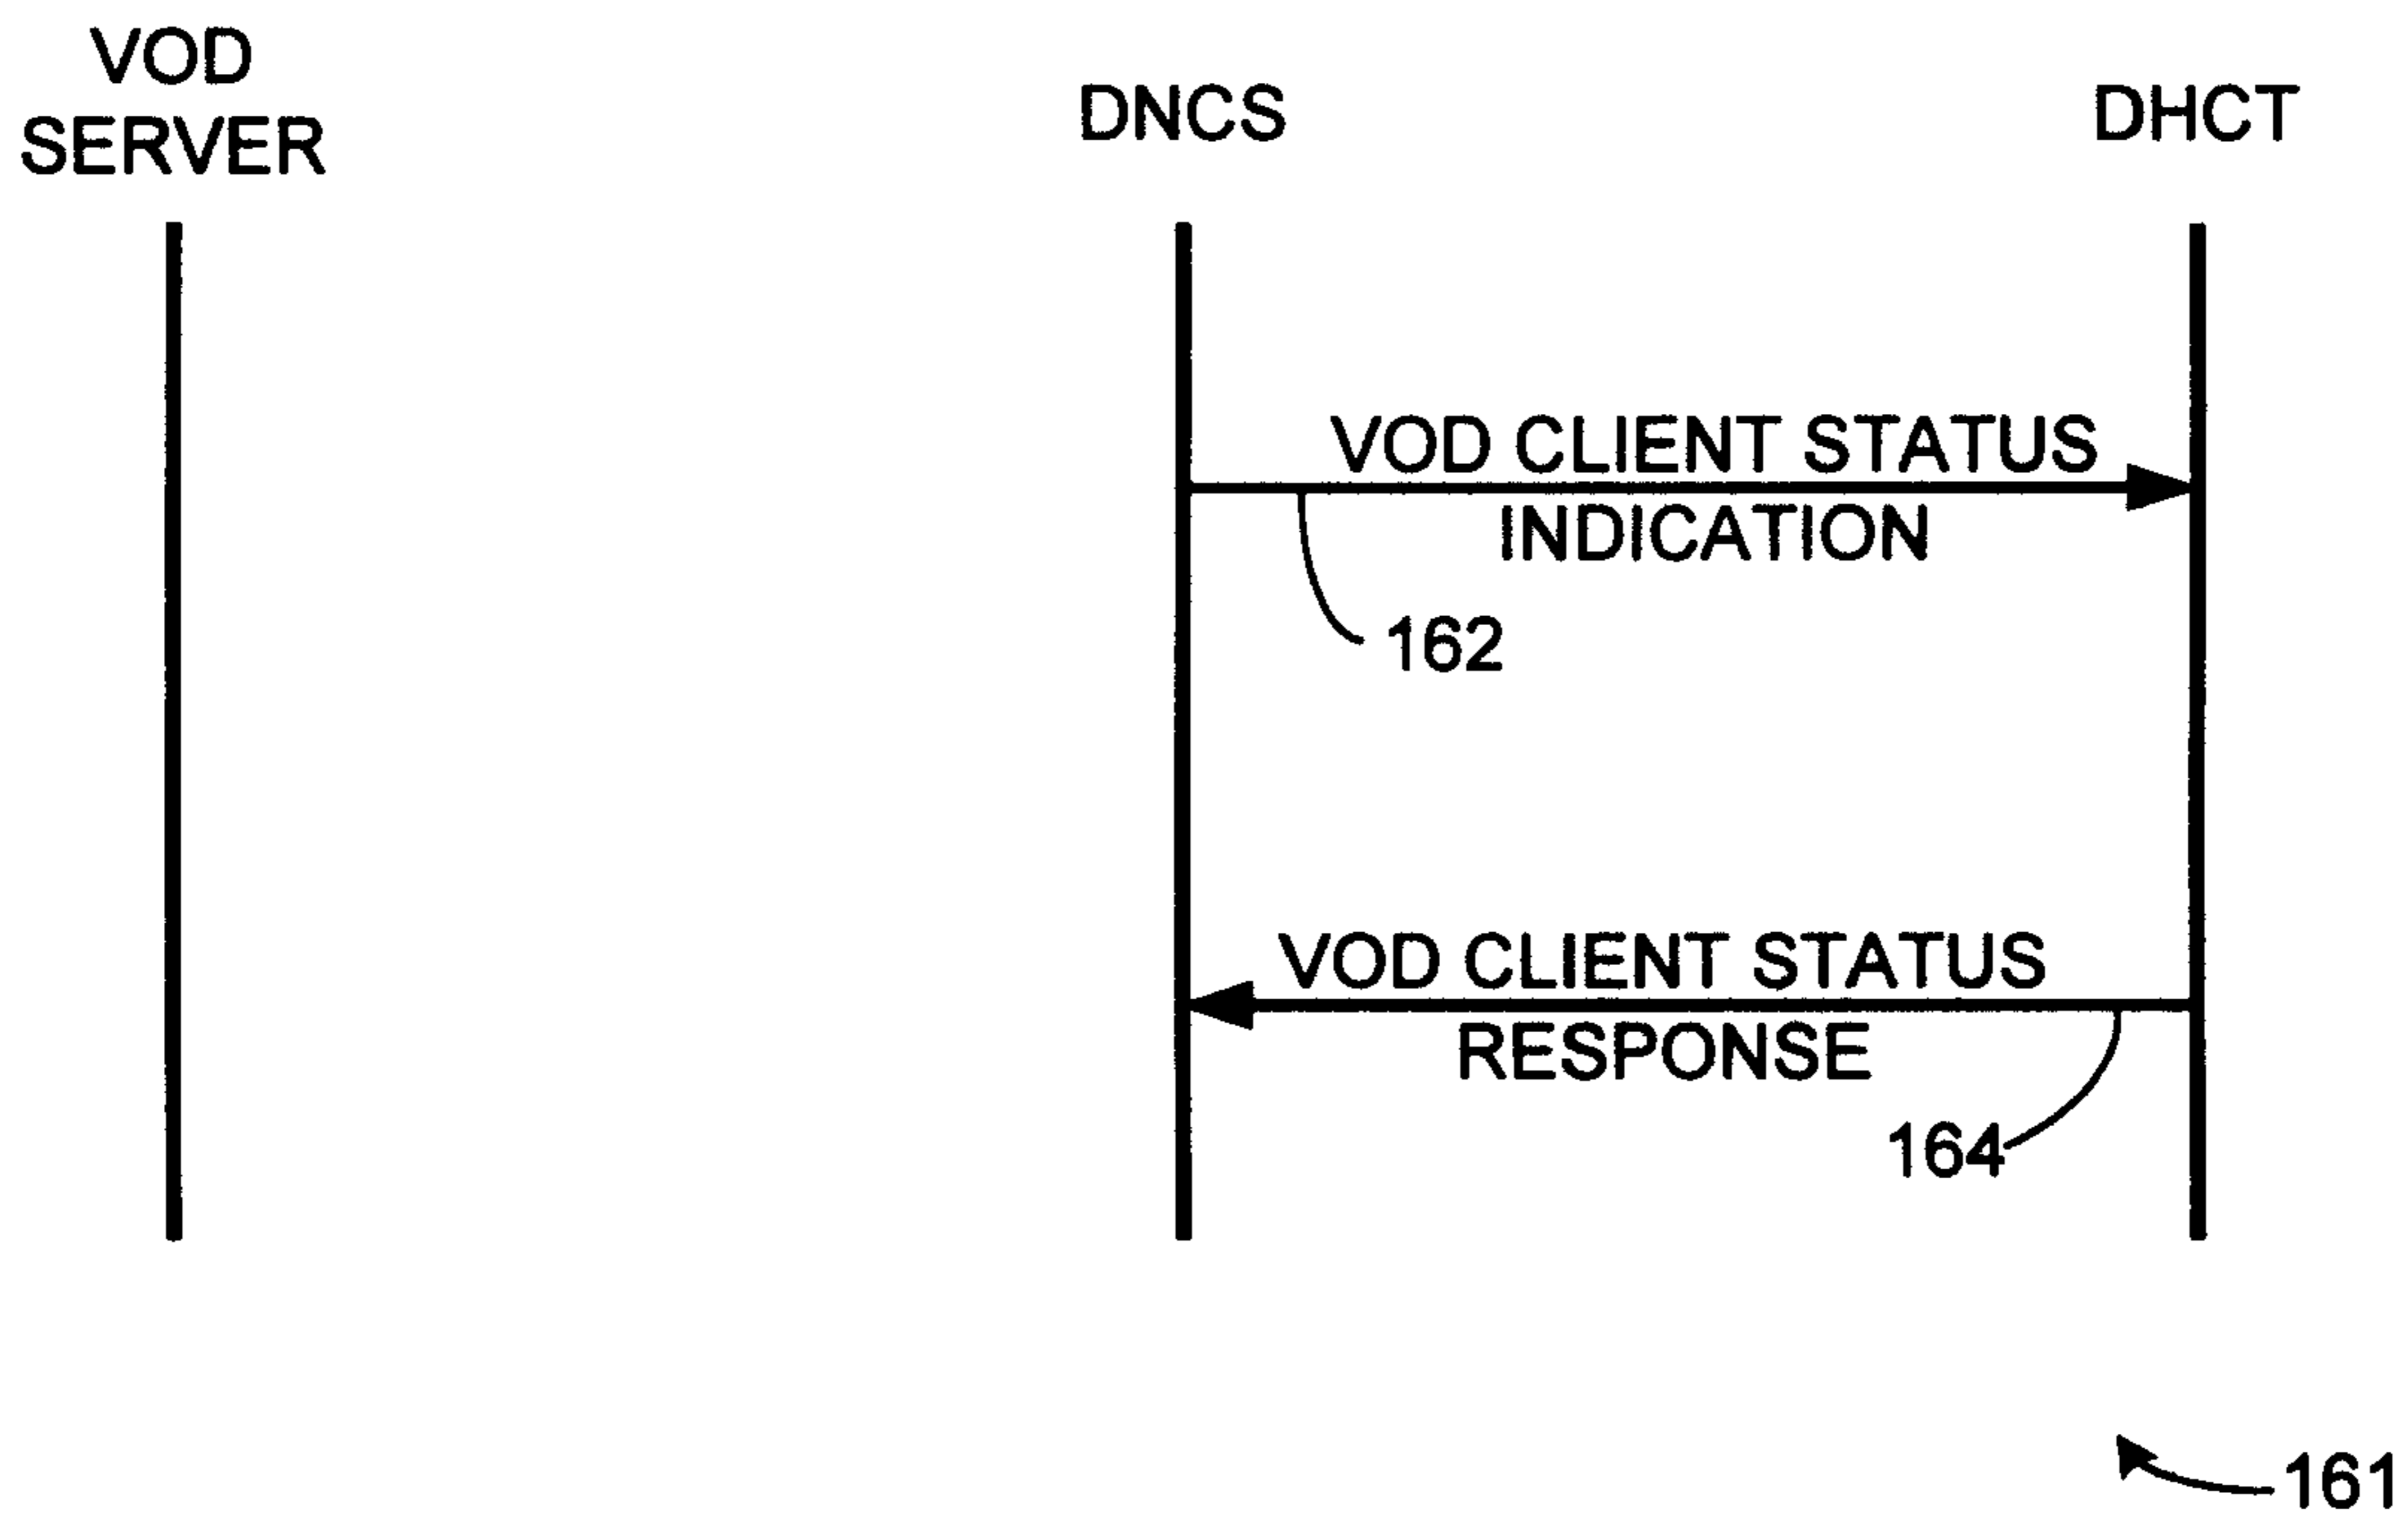 VOD
SERVER
DNCS
DHCT
VOD CLIENT STATUS
INDICATION
162
VOD CLIENT STATUS
RESPONSE
164
161